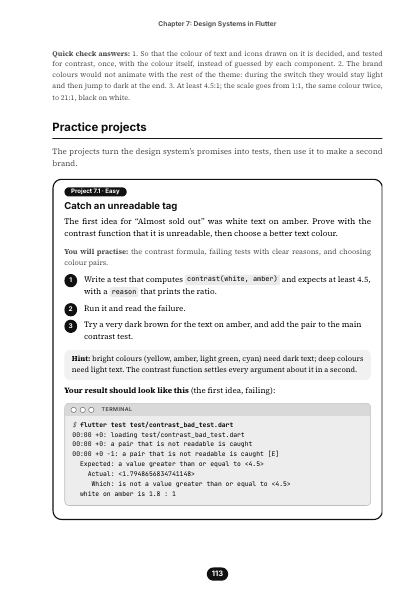 Chapter 7: Design Systems in Flutter
Quick check answers: 1. So that the colour of text and icons drawn on it is decided, and tested
for contrast, once, with the colour itself, instead of guessed by each component. 2. The brand
colours would not animate with the rest of the theme: during the switch they would stay light
and then jump to dark at the end. 3. At least 4.5:1; the scale goes from 1:1, the same colour twice,
to 21:1, black on white.
Practice projects
The projects turn the design system's promises into tests, then use it to make a second
brand.
Project 7.1 · Easy
Catch an unreadable tag
The first idea for “Almost sold out” was white text on amber. Prove with the
contrast function that it is unreadable, then choose a better text colour.
You will practise: the contrast formula, failing tests with clear reasons, and choosing
colour pairs.
1 Write a test that computes contrast(white, amber) and expects at least 4.5,
with a reason that prints the ratio.
2 Run it and read the failure.
3 Try a very dark brown for the text on amber, and add the pair to the main
contrast test.
Hint: bright colours (yellow, amber, light green, cyan) need dark text; deep colours
need light text. The contrast function settles every argument about it in a second.
Your result should look like this (the first idea, failing):
TERMINAL
$ flutter test test/contrast_bad_test.dart
00:00 +0: loading test/contrast_bad_test.dart
00:00 +0: a pair that is not readable is caught
00:00 +0 -1: a pair that is not readable is caught [E]
Expected: a value greater than or equal to <4.5>
Actual: <1.7948656834741148>
Which: is not a value greater than or equal to <4.5>
white on amber is 1.8 : 1
113